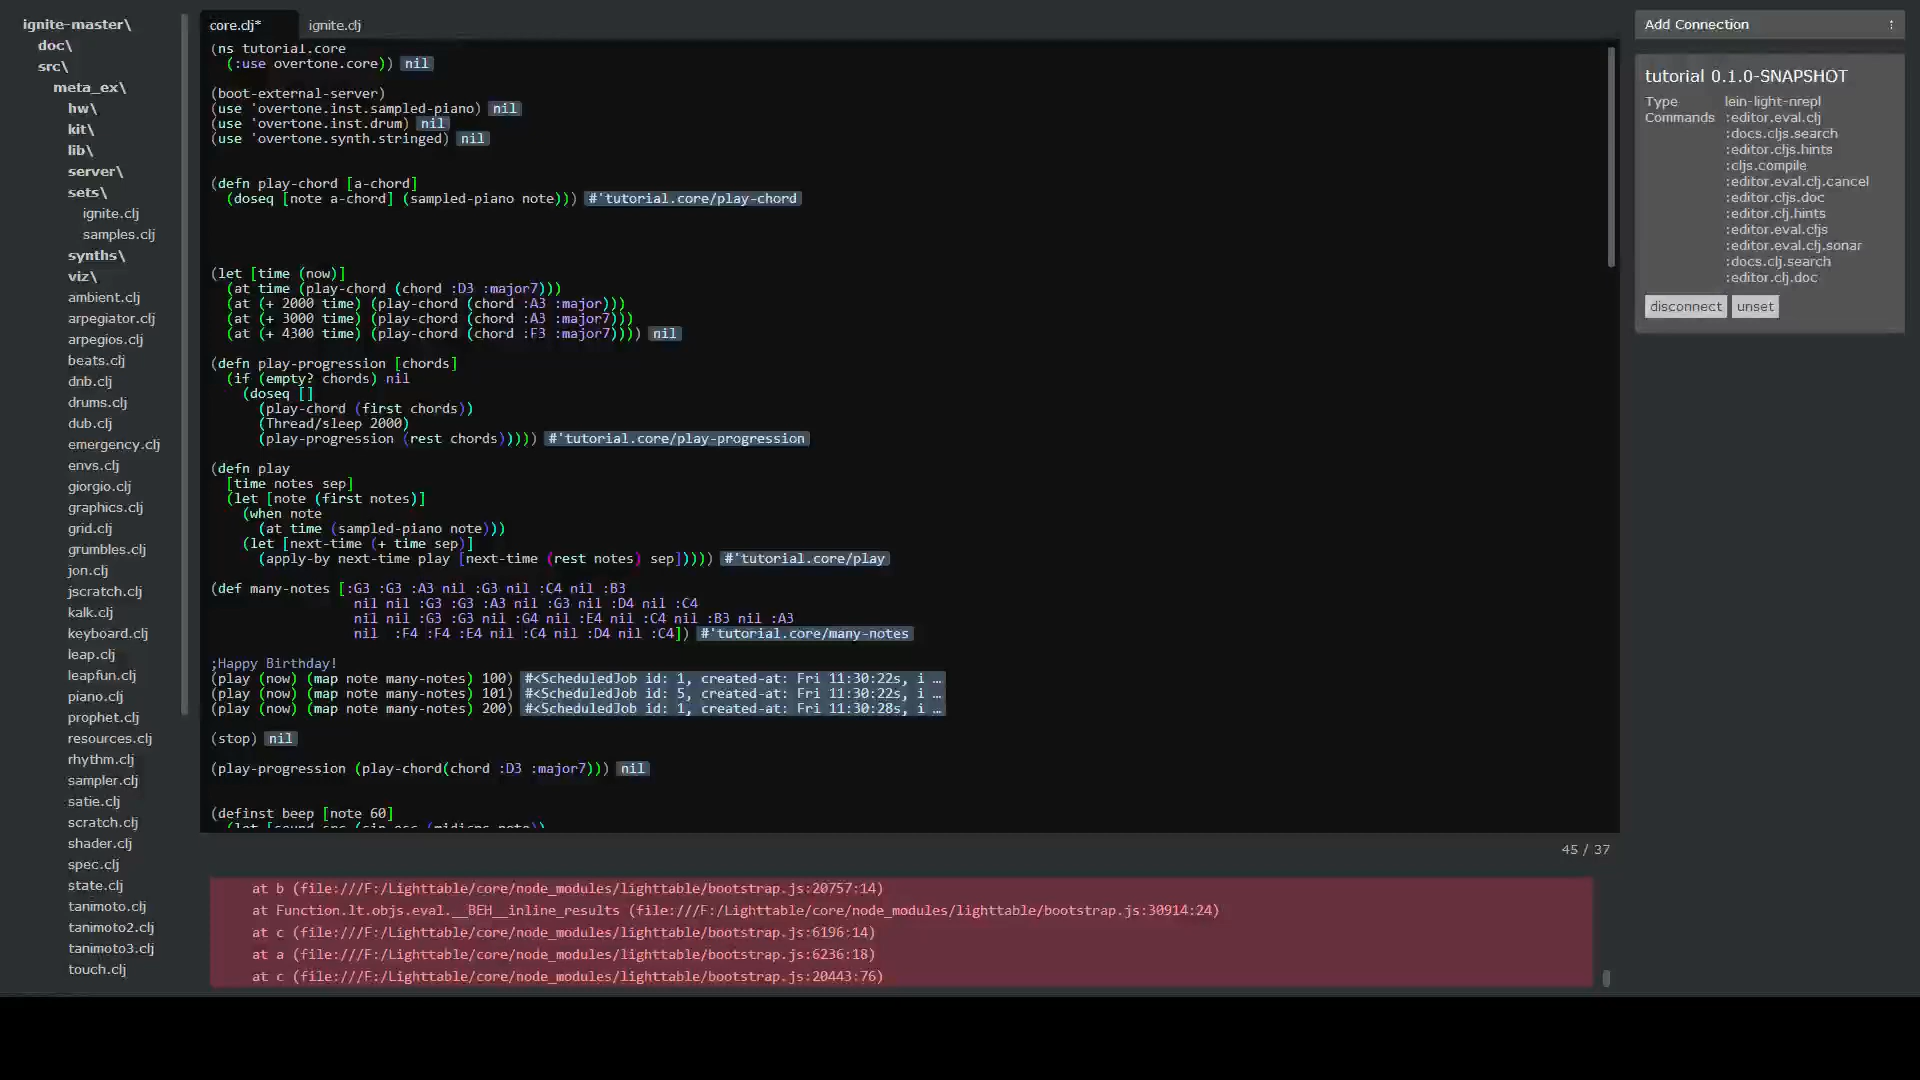 ignite-master\
doc\
src\
meta_ex\
hw\
kit\
lib\
server\
sets\
ignite.clj
samples.clj
synths\
viz\
ambient.clj
arpegiator.clj
arpegios.clj
beats.clj
dnb.clj
drums.clj
dub.clj
emergency.clj
envs.clj
giorgio.clj
graphics.clj
grid.clj
grumbles.clj
jon.clj
jscratch.clj
kalk.clj
keyboard.clj
leap.clj
leapfun.clj
piano.clj
prophet.clj
resources.clj
rhythm.clj
sampler.clj
satie.clj
scratch.clj
shader.clj
spec.clj
state.clj
tanimoto.clj
tanimoto2.clj
tanimoto3.clj
touch.clj
core.clj* ignite.clj
(ns tutorial.core
  (:use overtone.core)) nil
(boot-external-server)
(use 'overtone.inst.sampled-piano) nil
(use 'overtone.inst.drum) nil
(use 'overtone.synth.stringed) nil
(defn play-chord [a-chord]
  (doseq [note a-chord] (sampled-piano note))) #'tutorial.core/play-chord
(let [time (now)]
  (at time (play-chord (chord :D3 :major7)))
  (at (+ 2000 time) (play-chord (chord :A3 :major)))
  (at (+ 3000 time) (play-chord (chord :A3 :major7)))
  (at (+ 4300 time) (play-chord (chord :F3 :major7)))) nil
(defn play-progression [chords]
  (if (empty? chords) nil
    (doseq []
      (play-chord (first chords))
      (Thread/sleep 2000)
      (play-progression (rest chords))))) #'tutorial.core/play-progression
(defn play
  [time notes sep]
  (let [note (first notes)]
    (when note
      (at time (sampled-piano note)))
    (let [next-time (+ time sep)]
      (apply-by next-time play [next-time (rest notes) sep])))) #'tutorial.core/play
(def many-notes [:G3 :G3 :A3 nil :G3 nil :C4 nil :B3
                  nil nil :G3 :G3 :A3 nil :G3 nil :D4 nil :C4
                  nil nil :G3 :G3 nil :G4 nil :E4 nil :C4 nil :B3 nil :A3
                  nil  :F4 :F4 :E4 nil :C4 nil :D4 nil :C4]) #'tutorial.core/many-notes
;Happy Birthday!
(play (now) (map note many-notes) 100) #<ScheduledJob id: 1, created-at: Fri 11:30:22s, i …
(play (now) (map note many-notes) 101) #<ScheduledJob id: 5, created-at: Fri 11:30:22s, i …
(play (now) (map note many-notes) 200) #<ScheduledJob id: 1, created-at: Fri 11:30:28s, i …
(stop) nil
(play-progression (play-chord(chord :D3 :major7))) nil
(definst beep [note 60]
45 / 37
at b (file:///F:/Lighttable/core/node_modules/lighttable/bootstrap.js:20757:14)
at Function.lt.objs.eval.__BEH__inline_results (file:///F:/Lighttable/core/node_modules/lighttable/bootstrap.js:30914:24)
at c (file:///F:/Lighttable/core/node_modules/lighttable/bootstrap.js:6196:14)
at a (file:///F:/Lighttable/core/node_modules/lighttable/bootstrap.js:6236:18)
at c (file:///F:/Lighttable/core/node_modules/lighttable/bootstrap.js:20443:76)
Add Connection
tutorial 0.1.0-SNAPSHOT
Type lein-light-nrepl
Commands :editor.eval.clj
:docs.cljs.search
:editor.cljs.hints
:cljs.compile
:editor.eval.clj.cancel
:editor.cljs.doc
:editor.clj.hints
:editor.eval.cljs
:editor.eval.clj.sonar
:docs.clj.search
:editor.clj.doc
disconnect unset